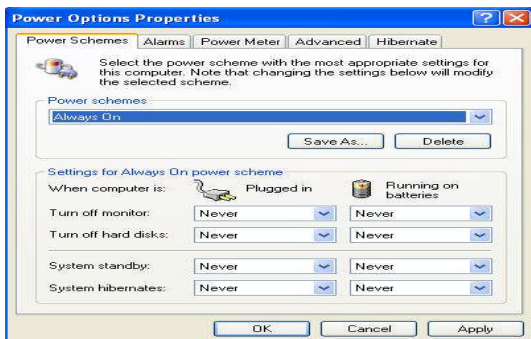 Power Options Properties
Power Schemes Alarms Power Meter Advanced Hibernate
Select the power scheme with the most appropriate settings for
this computer. Note that changing the settings below will modify
the selected scheme.
Power schemes
Always On
Save As... Delete
Settings for Always On power scheme
When computer is: Plugged in Running on
batteries
Turn off monitor: Never Never
Turn off hard disks: Never Never
System standby: Never Never
System hibernates: Never Never
OK Cancel Apply